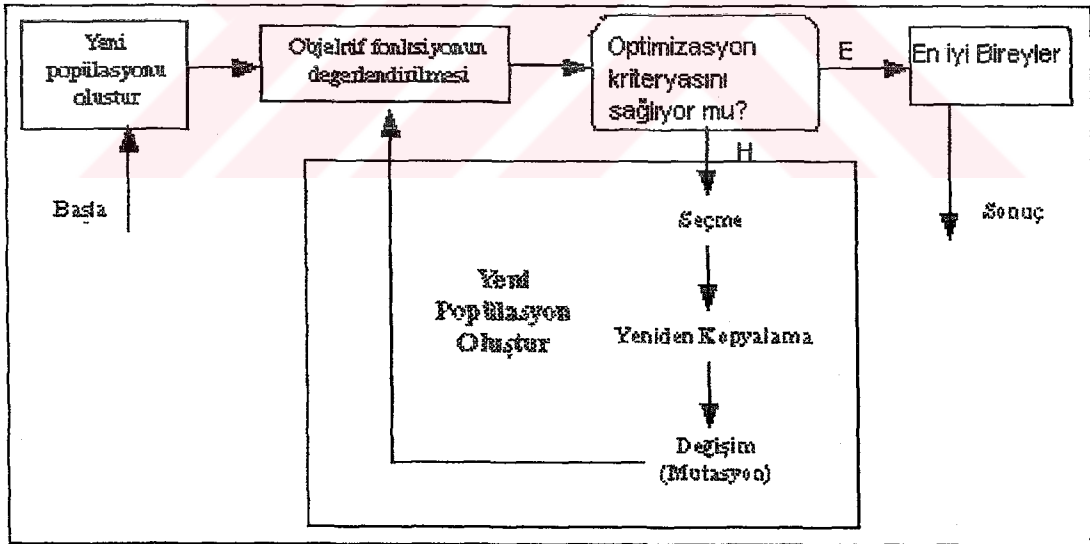 Yeni
popülasyonu
oluştur
Objektif fonksiyonun
değerlendirilmesi
Optimizasyon
kriteryasını
sağlıyor mu?
E
En iyi Bireyler
H
Başla
Sonuç
Seçme
Yeni
Popülasyon
Oluştur
Yeniden Kopyalama
Değişim
(Mutasyon)